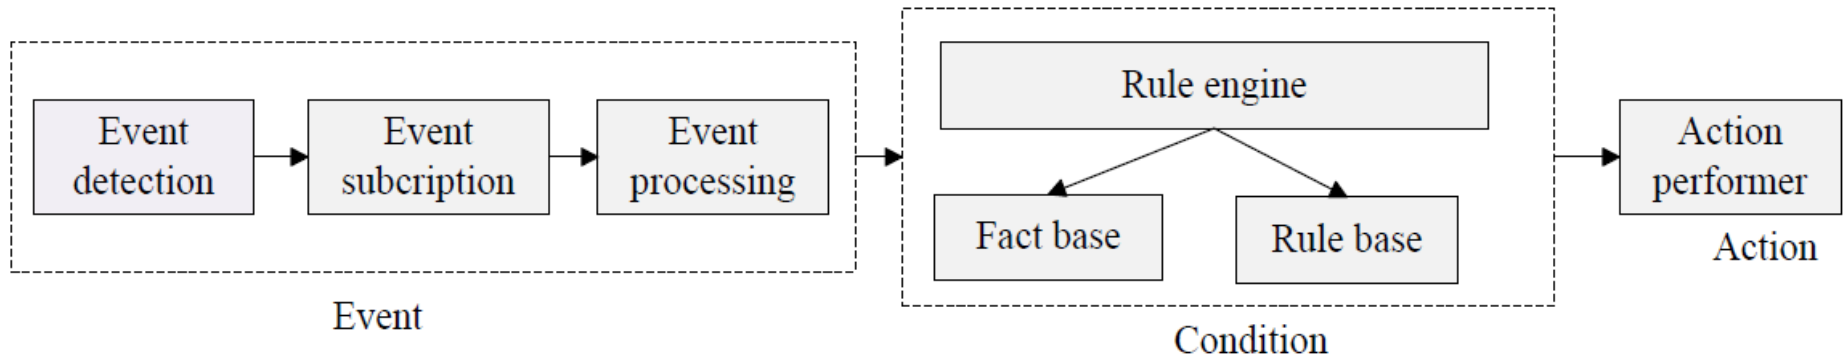 Event
detection
Event
subcription
Event
processing
Event
Rule engine
Fact base
Rule base
Condition
Action
performer
Action